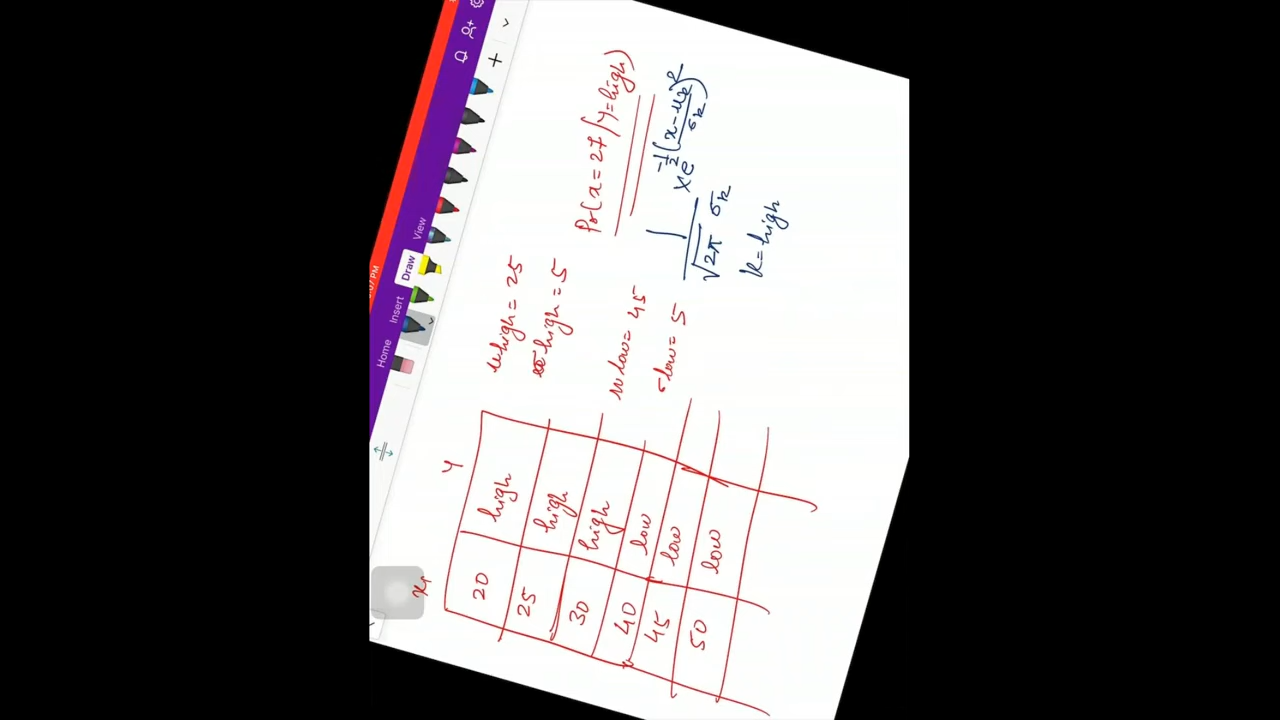 Home Insert Draw View
x1 Y
20 high
25 high
30 high
40 low
45 low
50 low
μhigh = 25
σhigh = 5
μlow = 45
σlow = 5
Pr(x = 27/Y=high)
1/√2π σk × e^-1/2((x-μk)/σk)^2
k=high